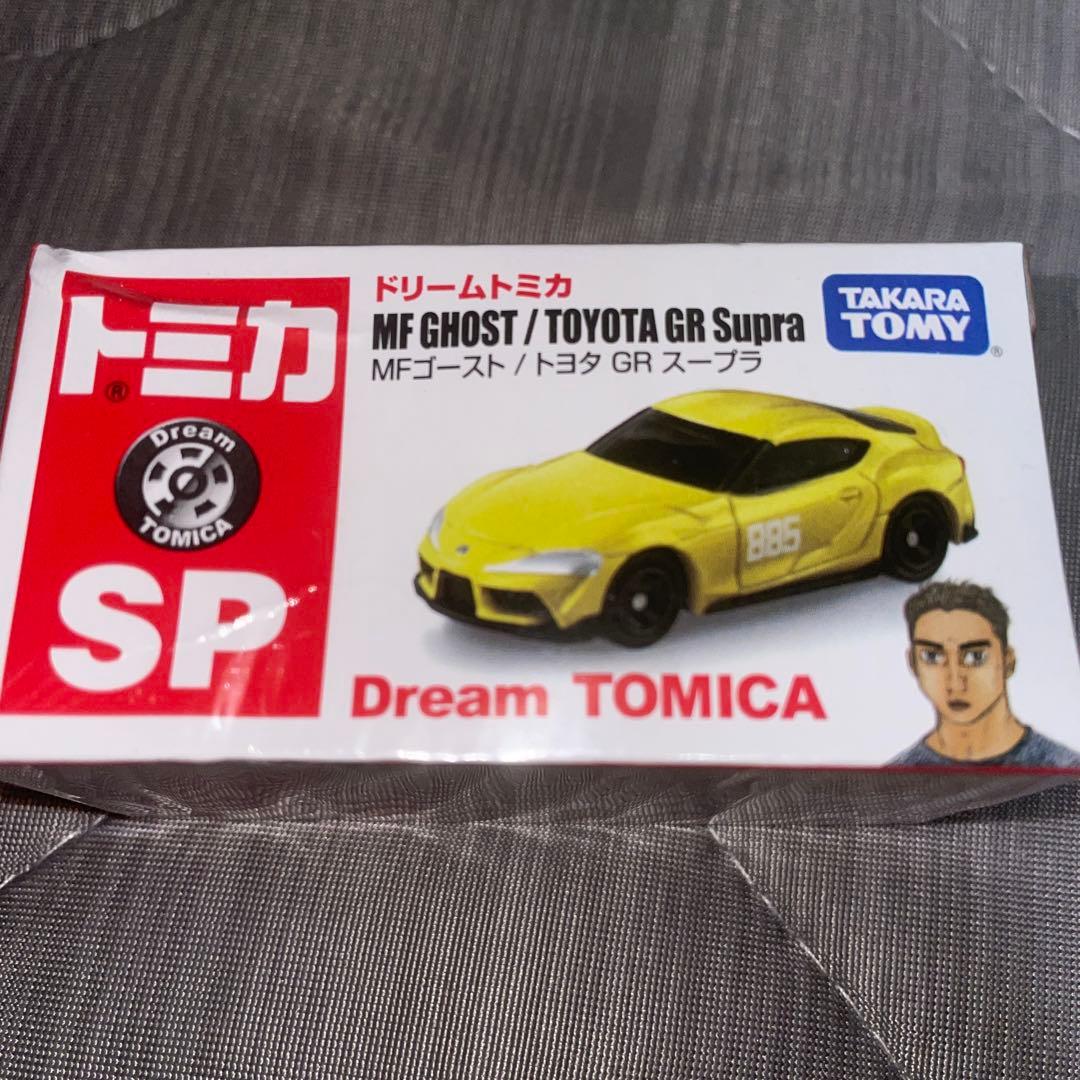 トミカ®
Dream
TOMICA
SP
ドリームトミカ
MF GHOST / TOYOTA GR Supra
MFゴースト / トヨタ GR スープラ
TAKARA
TOMY®
885
Dream TOMICA